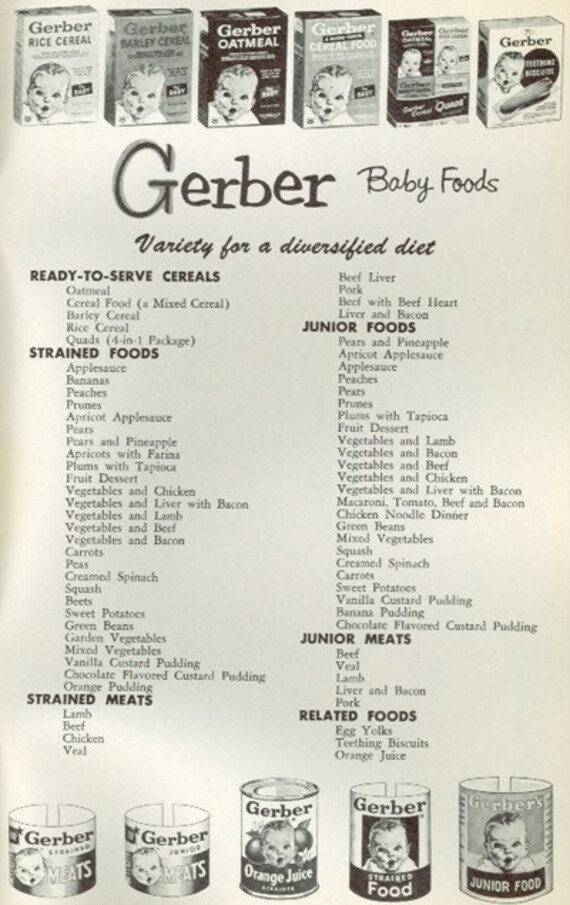 Gerber
RICE CEREAL
Gerber
BARLEY CEREAL
Gerber
OATMEAL
Gerber
CEREAL FOOD
Gerber
"QUADS"
Gerber
TEETHING
BISCUITS
Gerber Baby Foods
Variety for a diversified diet
READY-TO-SERVE CEREALS
Oatmeal
Cereal Food (a Mixed Cereal)
Barley Cereal
Rice Cereal
Quads (4-in-1 Package)
STRAINED FOODS
Applesauce
Bananas
Peaches
Prunes
Apricot Applesauce
Pears
Pears and Pineapple
Apricots with Farina
Plums with Tapioca
Fruit Dessert
Vegetables and Chicken
Vegetables and Liver with Bacon
Vegetables and Lamb
Vegetables and Beef
Vegetables and Bacon
Carrots
Peas
Creamed Spinach
Squash
Beets
Sweet Potatoes
Green Beans
Garden Vegetables
Mixed Vegetables
Vanilla Custard Pudding
Chocolate Flavored Custard Pudding
Orange Pudding
STRAINED MEATS
Lamb
Beef
Chicken
Veal
Beef Liver
Pork
Beef with Beef Heart
Liver and Bacon
JUNIOR FOODS
Pears and Pineapple
Apricot Applesauce
Applesauce
Peaches
Pears
Prunes
Plums with Tapioca
Fruit Dessert
Vegetables and Lamb
Vegetables and Bacon
Vegetables and Beef
Vegetables and Chicken
Vegetables and Liver with Bacon
Macaroni, Tomato, Beef and Bacon
Chicken Noodle Dinner
Green Beans
Mixed Vegetables
Squash
Creamed Spinach
Carrots
Sweet Potatoes
Vanilla Custard Pudding
Banana Pudding
Chocolate Flavored Custard Pudding
JUNIOR MEATS
Beef
Veal
Lamb
Liver and Bacon
Pork
RELATED FOODS
Egg Yolks
Teething Biscuits
Orange Juice
Gerber
STRAINED
MEATS
Gerber
JUNIOR
MEATS
Gerber
Orange Juice
STRAINED
Gerber
STRAINED
Food
Gerber's
JUNIOR FOOD